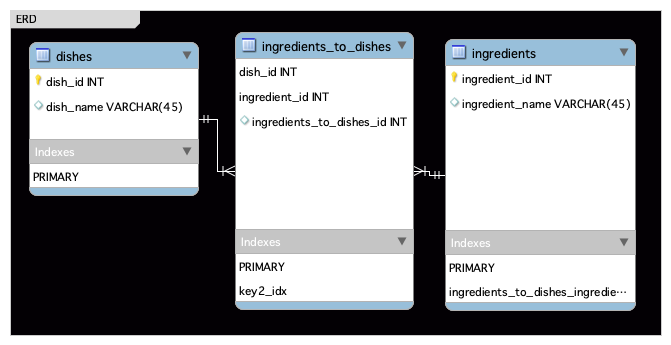 ERD
dishes
dish_id INT
dish_name VARCHAR(45)
Indexes
PRIMARY
ingredients_to_dishes
dish_id INT
ingredient_id INT
ingredients_to_dishes_id INT
Indexes
PRIMARY
key2_idx
ingredients
ingredient_id INT
ingredient_name VARCHAR(45)
Indexes
PRIMARY
ingredients_to_dishes_ingredie...